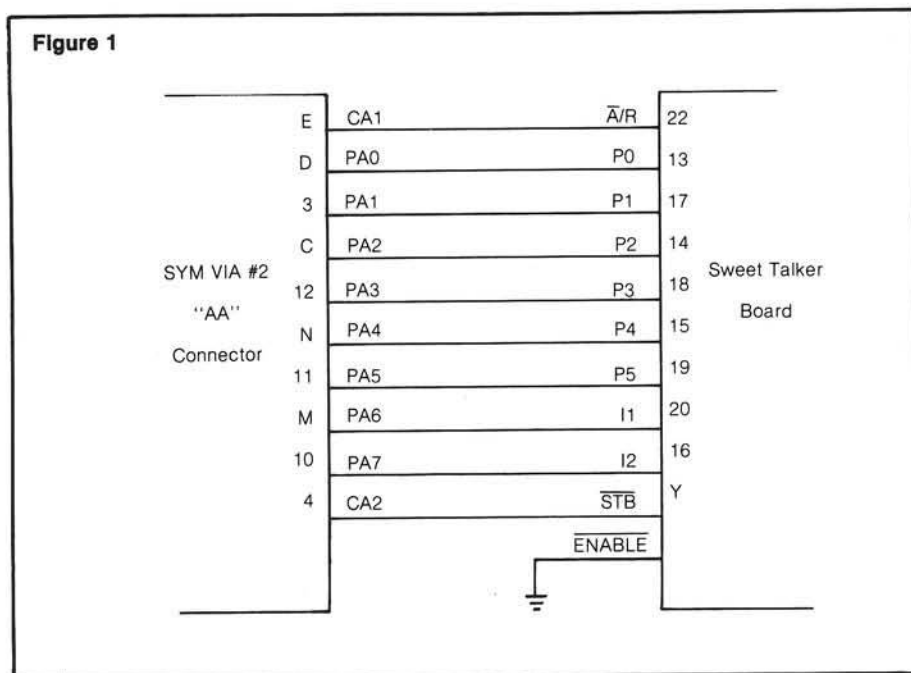 Figure 1
E CA1 A̅/R 22
D PA0 P0 13
3 PA1 P1 17
C PA2 P2 14
SYM VIA #2
"AA"
Connector
12 PA3 P3 18
N PA4 P4 15
11 PA5 P5 19
M PA6 I1 20
10 PA7 I2 16
4 CA2 S̅T̅B̅ Y
E̅N̅A̅B̅L̅E̅
Sweet Talker
Board